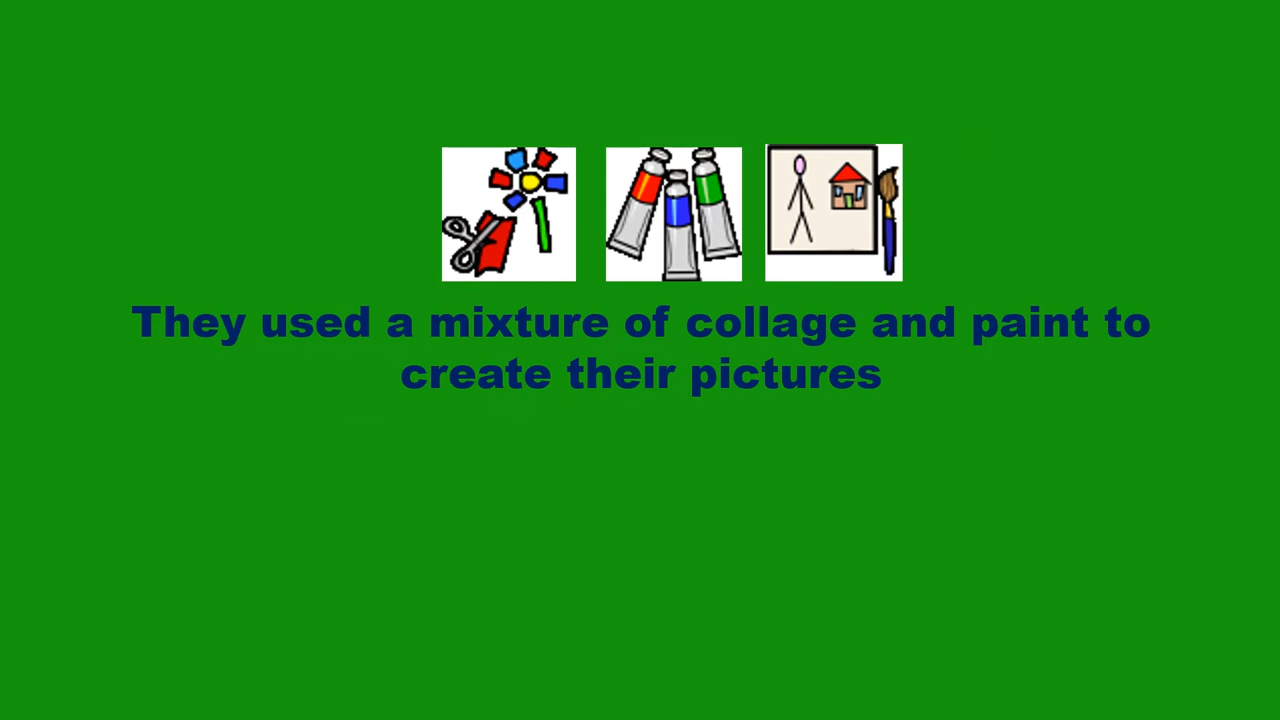 They used a mixture of collage and paint to
create their pictures